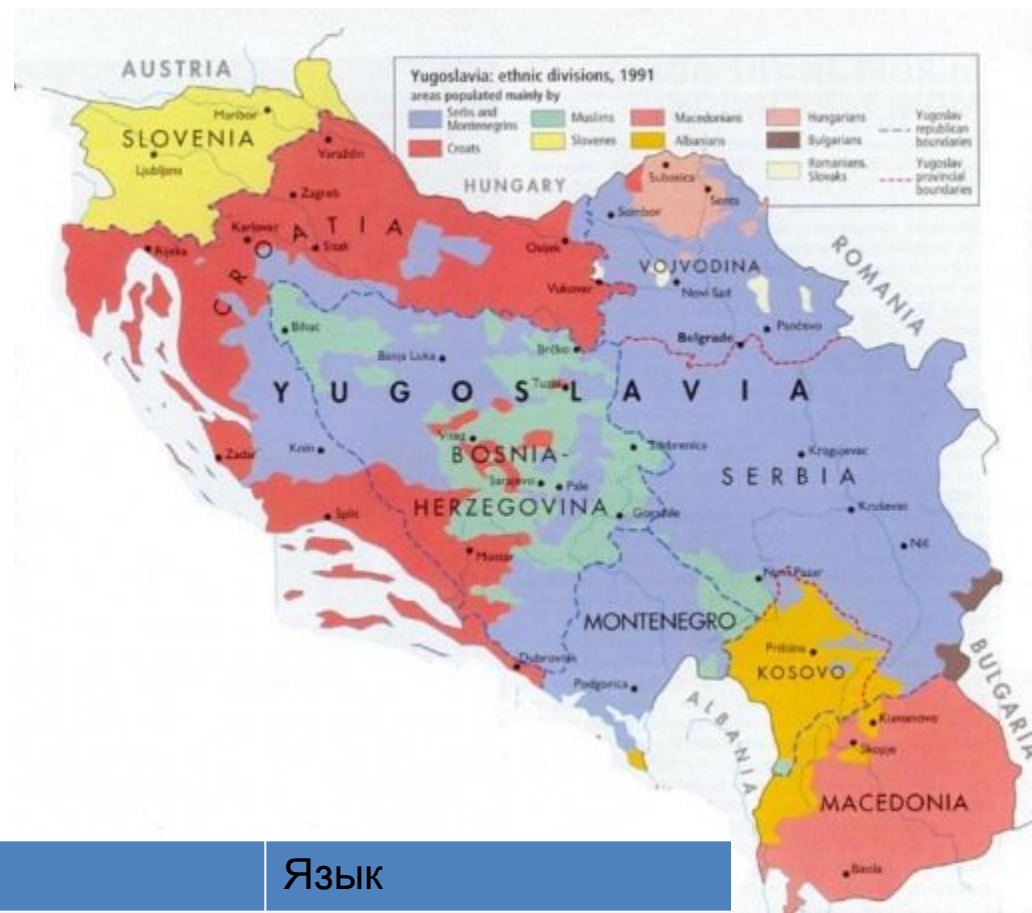 AUSTRIA
Yugoslavia: ethnic divisions, 1991
areas populated mainly by
Serbs and
Montenegrins
Croats
Muslims
Slovenes
Macedonians
Albanians
Hungarians
Bulgarians
Romanians,
Slovaks
Yugoslav
republican
boundaries
Yugoslav
provincial
boundaries
Maribor
SLOVENIA
Ljubljana
Varaždin
HUNGARY
Zagreb
Subotica
Senta
Sombor
Karlovac
Sisak
CROATIA
Rijeka
Osijek
VOJVODINA
ROMANIA
Vukovar
Novi Sad
Pančevo
Belgrade
Bihac
Banja Luka
Brčko
Tuzla
YUGOSLAVIA
Vitez
Zadar
Knin
BOSNIA-
Srebrenica
Kragujevac
SERBIA
Sarajevo
Pale
HERZEGOVINA
Goražde
Kruševac
Split
Niš
Mostar
Novi Pazar
MONTENEGRO
Priština
KOSOVO
BULGARIA
Dubrovnik
Podgorica
ALBANIA
Kumanovo
Skopje
MACEDONIA
Язык